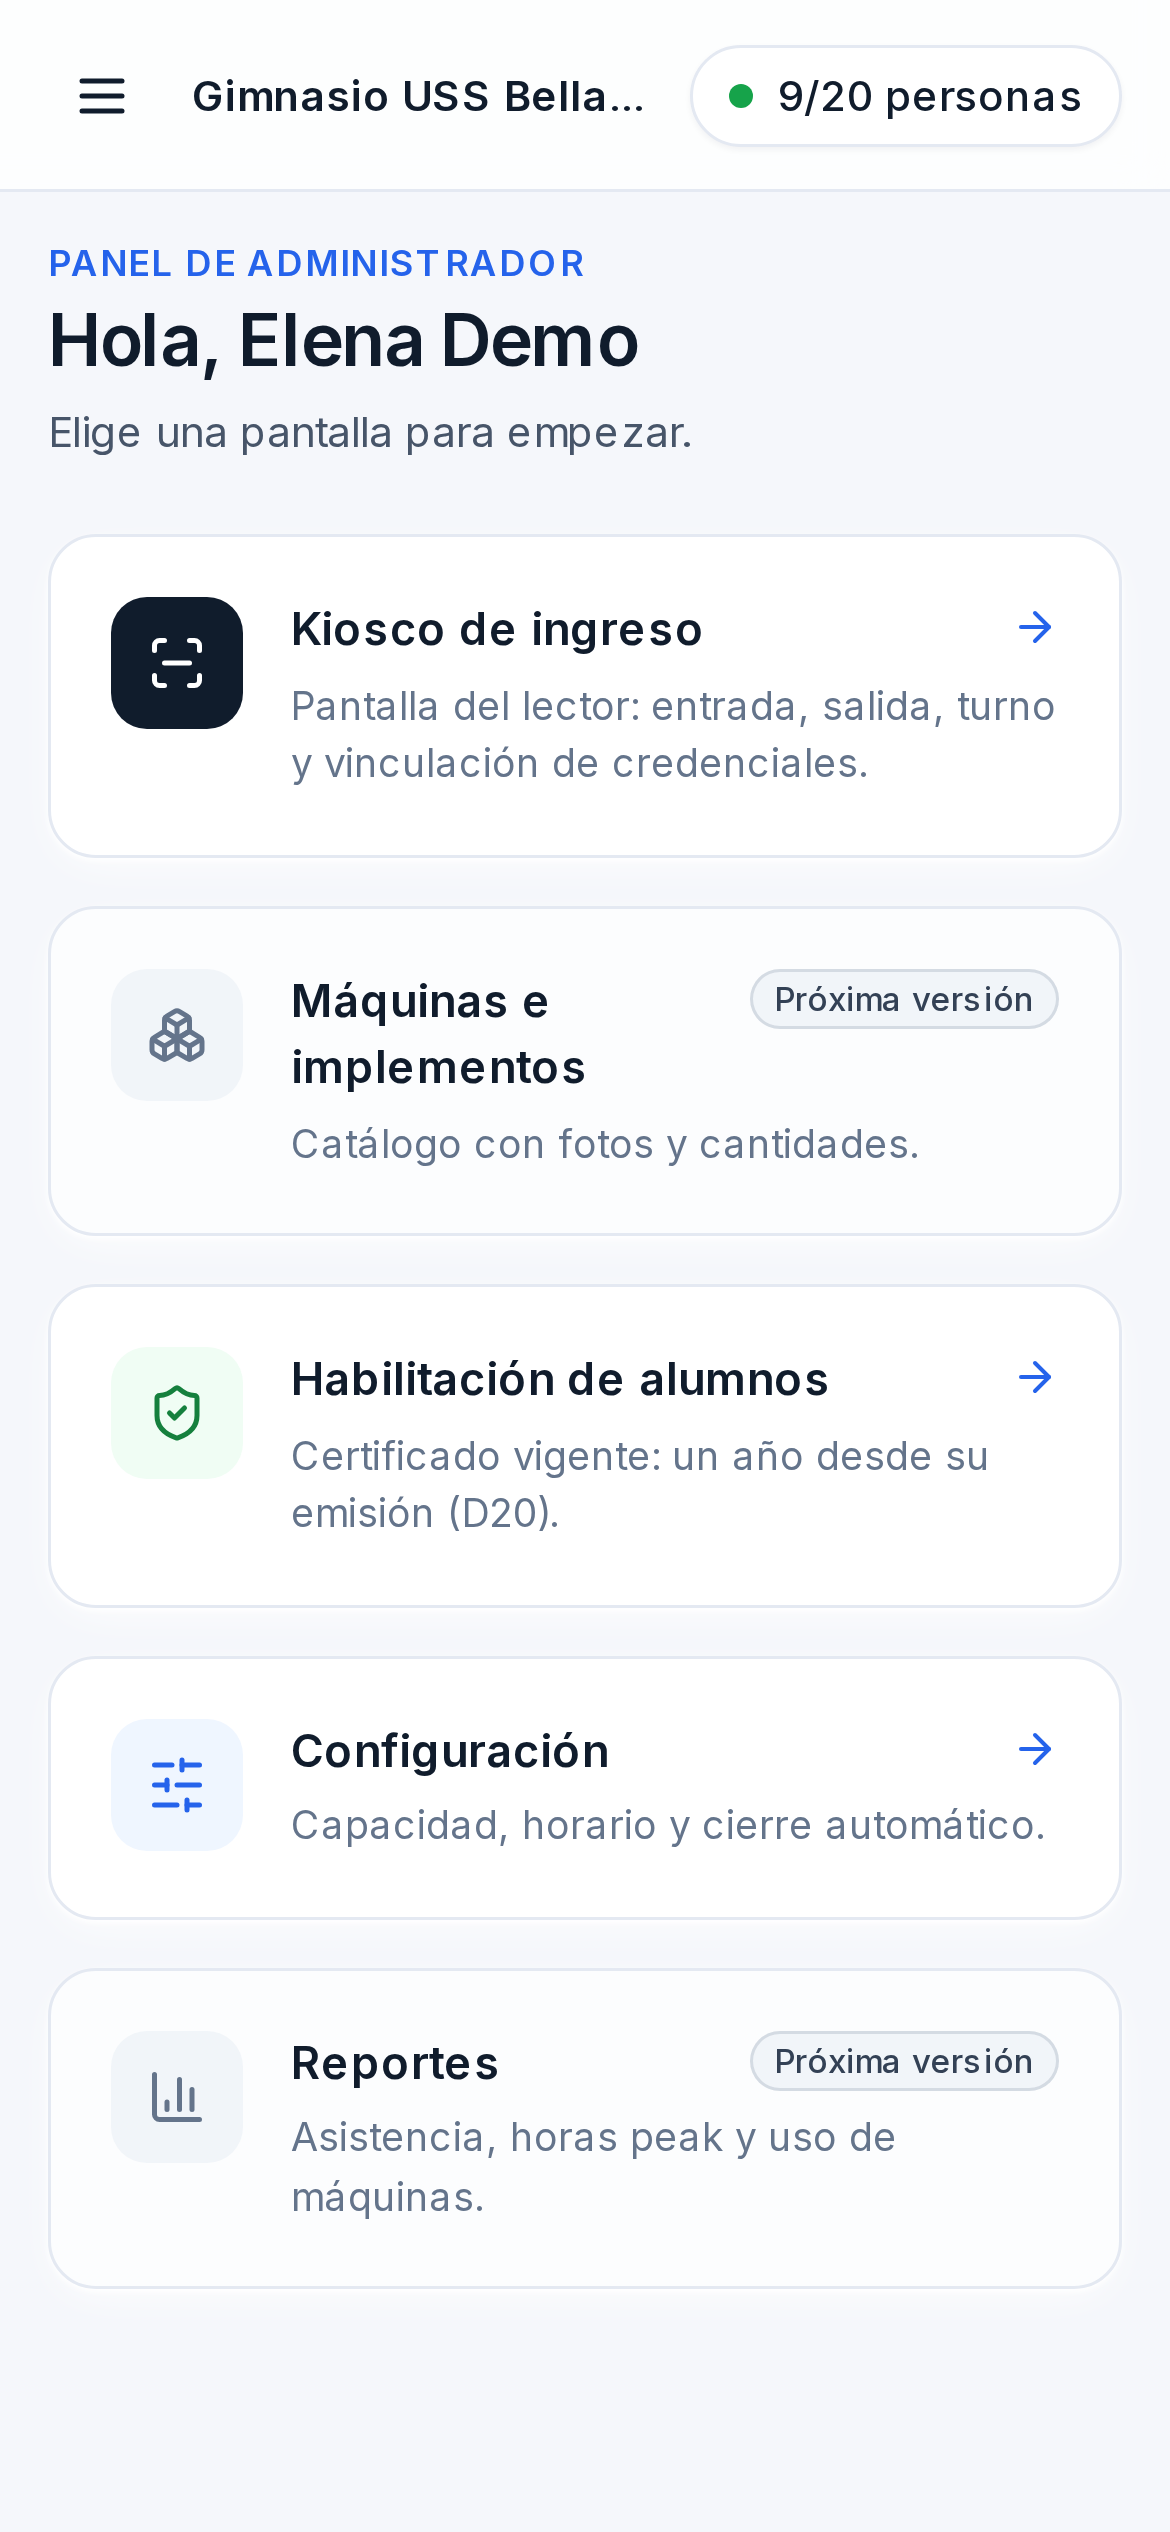 Gimnasio USS Bella...
9/20 personas
PANEL DE ADMINISTRADOR
Hola, Elena Demo
Elige una pantalla para empezar.
Kiosco de ingreso
Pantalla del lector: entrada, salida, turno
y vinculación de credenciales.
Máquinas e
implementos
Próxima versión
Catálogo con fotos y cantidades.
Habilitación de alumnos
Certificado vigente: un año desde su
emisión (D20).
Configuración
Capacidad, horario y cierre automático.
Reportes
Próxima versión
Asistencia, horas peak y uso de
máquinas.